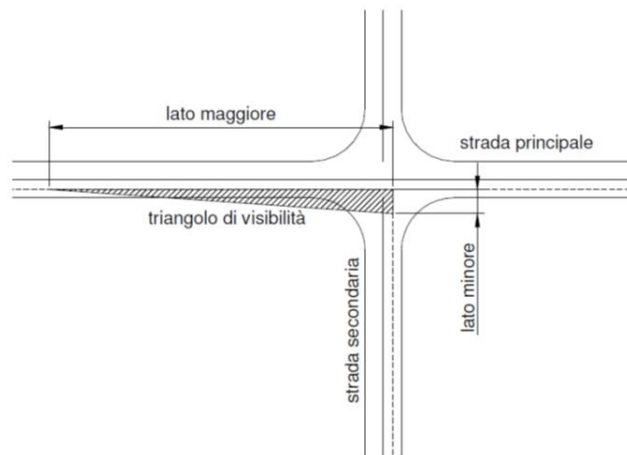 lato maggiore
strada principale
triangolo di visibilità
strada secondaria
lato minore